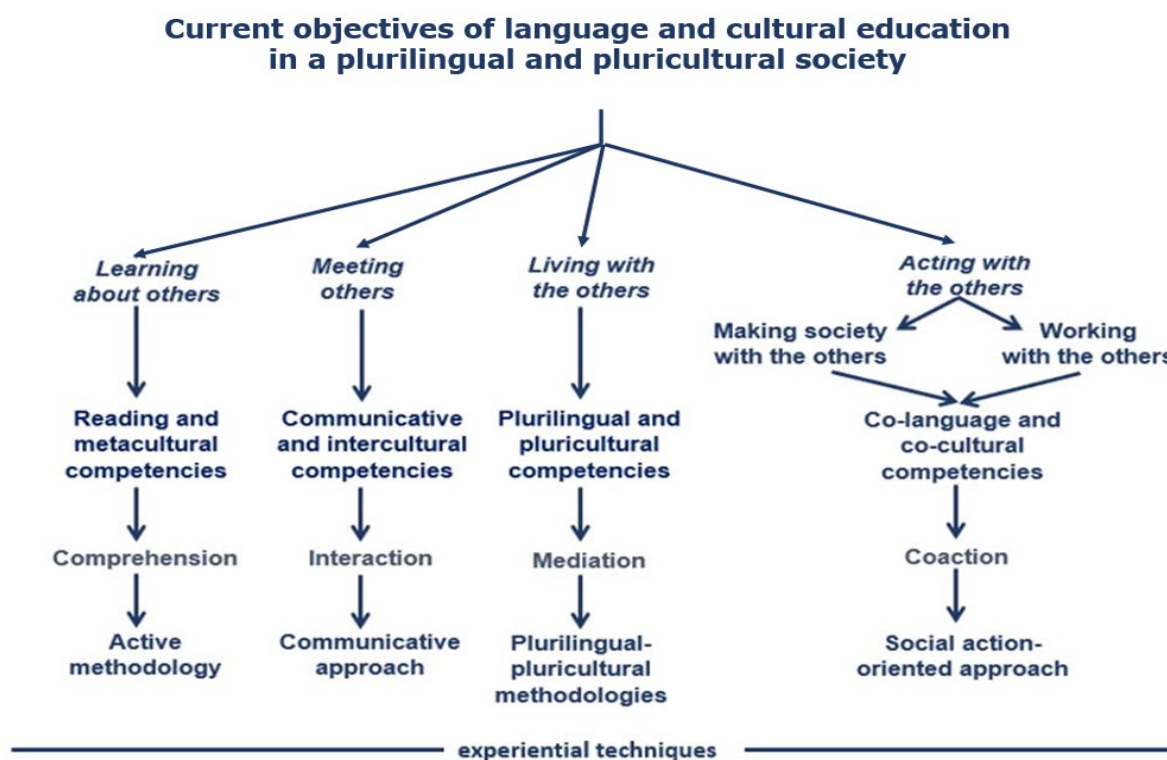 Current objectives of language and cultural education
in a plurilingual and pluricultural society
Learning
about others
Meeting
others
Living with
the others
Acting with
the others
Making society
with the others
Working
with the others
Reading and
metacultural
competencies
Communicative
and intercultural
competencies
Plurilingual and
pluricultural
competencies
Co-language and
co-cultural
competencies
Comprehension
Interaction
Mediation
Coaction
Active
methodology
Communicative
approach
Plurilingual-
pluricultural
methodologies
Social action-
oriented approach
experiential techniques